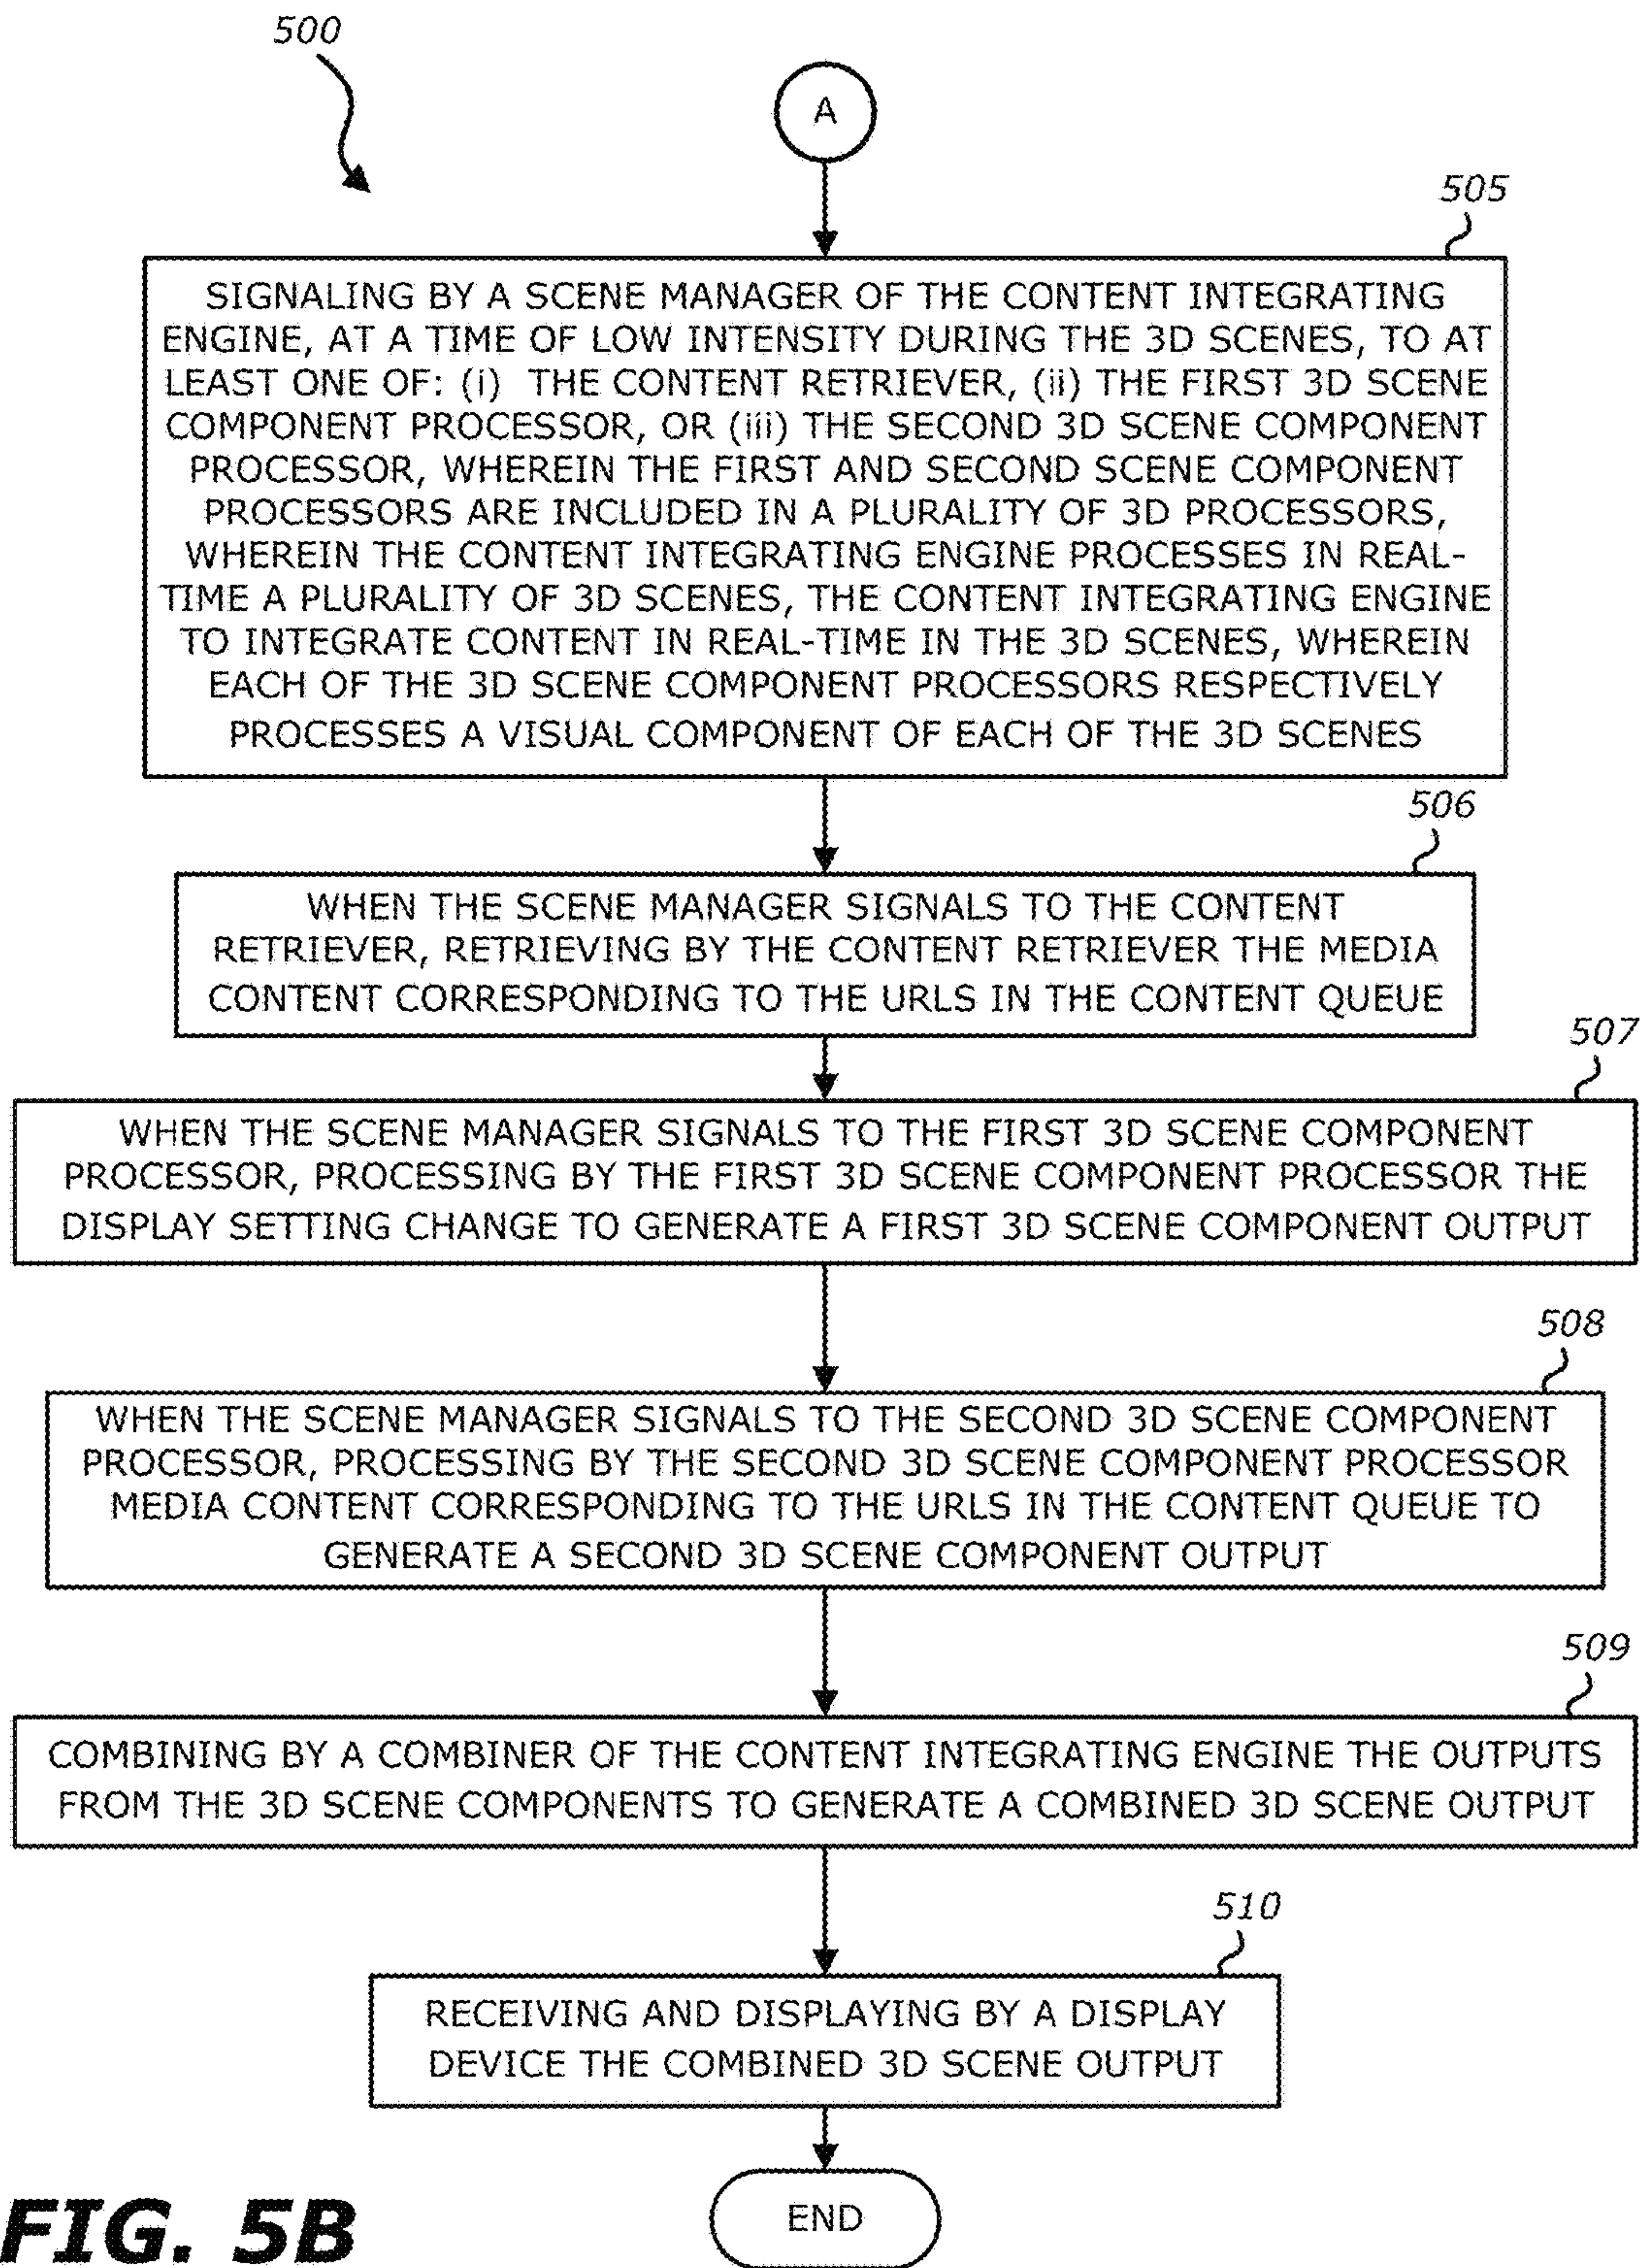 500
A
505
SIGNALING BY A SCENE MANAGER OF THE CONTENT INTEGRATING
ENGINE, AT A TIME OF LOW INTENSITY DURING THE 3D SCENES, TO AT
LEAST ONE OF: (i) THE CONTENT RETRIEVER, (ii) THE FIRST 3D SCENE
COMPONENT PROCESSOR, OR (iii) THE SECOND 3D SCENE COMPONENT
PROCESSOR, WHEREIN THE FIRST AND SECOND SCENE COMPONENT
PROCESSORS ARE INCLUDED IN A PLURALITY OF 3D PROCESSORS,
WHEREIN THE CONTENT INTEGRATING ENGINE PROCESSES IN REAL-
TIME A PLURALITY OF 3D SCENES, THE CONTENT INTEGRATING ENGINE
TO INTEGRATE CONTENT IN REAL-TIME IN THE 3D SCENES, WHEREIN
EACH OF THE 3D SCENE COMPONENT PROCESSORS RESPECTIVELY
PROCESSES A VISUAL COMPONENT OF EACH OF THE 3D SCENES
506
WHEN THE SCENE MANAGER SIGNALS TO THE CONTENT
RETRIEVER, RETRIEVING BY THE CONTENT RETRIEVER THE MEDIA
CONTENT CORRESPONDING TO THE URLS IN THE CONTENT QUEUE
507
WHEN THE SCENE MANAGER SIGNALS TO THE FIRST 3D SCENE COMPONENT
PROCESSOR, PROCESSING BY THE FIRST 3D SCENE COMPONENT PROCESSOR THE
DISPLAY SETTING CHANGE TO GENERATE A FIRST 3D SCENE COMPONENT OUTPUT
508
WHEN THE SCENE MANAGER SIGNALS TO THE SECOND 3D SCENE COMPONENT
PROCESSOR, PROCESSING BY THE SECOND 3D SCENE COMPONENT PROCESSOR
MEDIA CONTENT CORRESPONDING TO THE URLS IN THE CONTENT QUEUE TO
GENERATE A SECOND 3D SCENE COMPONENT OUTPUT
509
COMBINING BY A COMBINER OF THE CONTENT INTEGRATING ENGINE THE OUTPUTS
FROM THE 3D SCENE COMPONENTS TO GENERATE A COMBINED 3D SCENE OUTPUT
510
RECEIVING AND DISPLAYING BY A DISPLAY
DEVICE THE COMBINED 3D SCENE OUTPUT
END
FIG. 5B